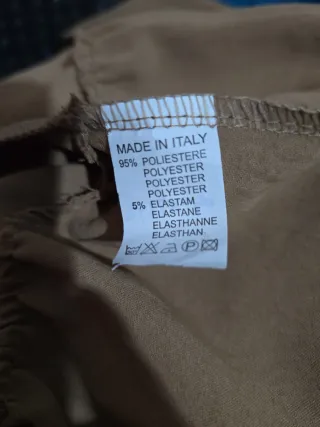 MADE IN ITALY
95% POLIESTERE
POLYESTER
POLYESTER
POLYESTER
5% ELASTAM
ELASTANE
ELASTHANNE
ELASTHAN